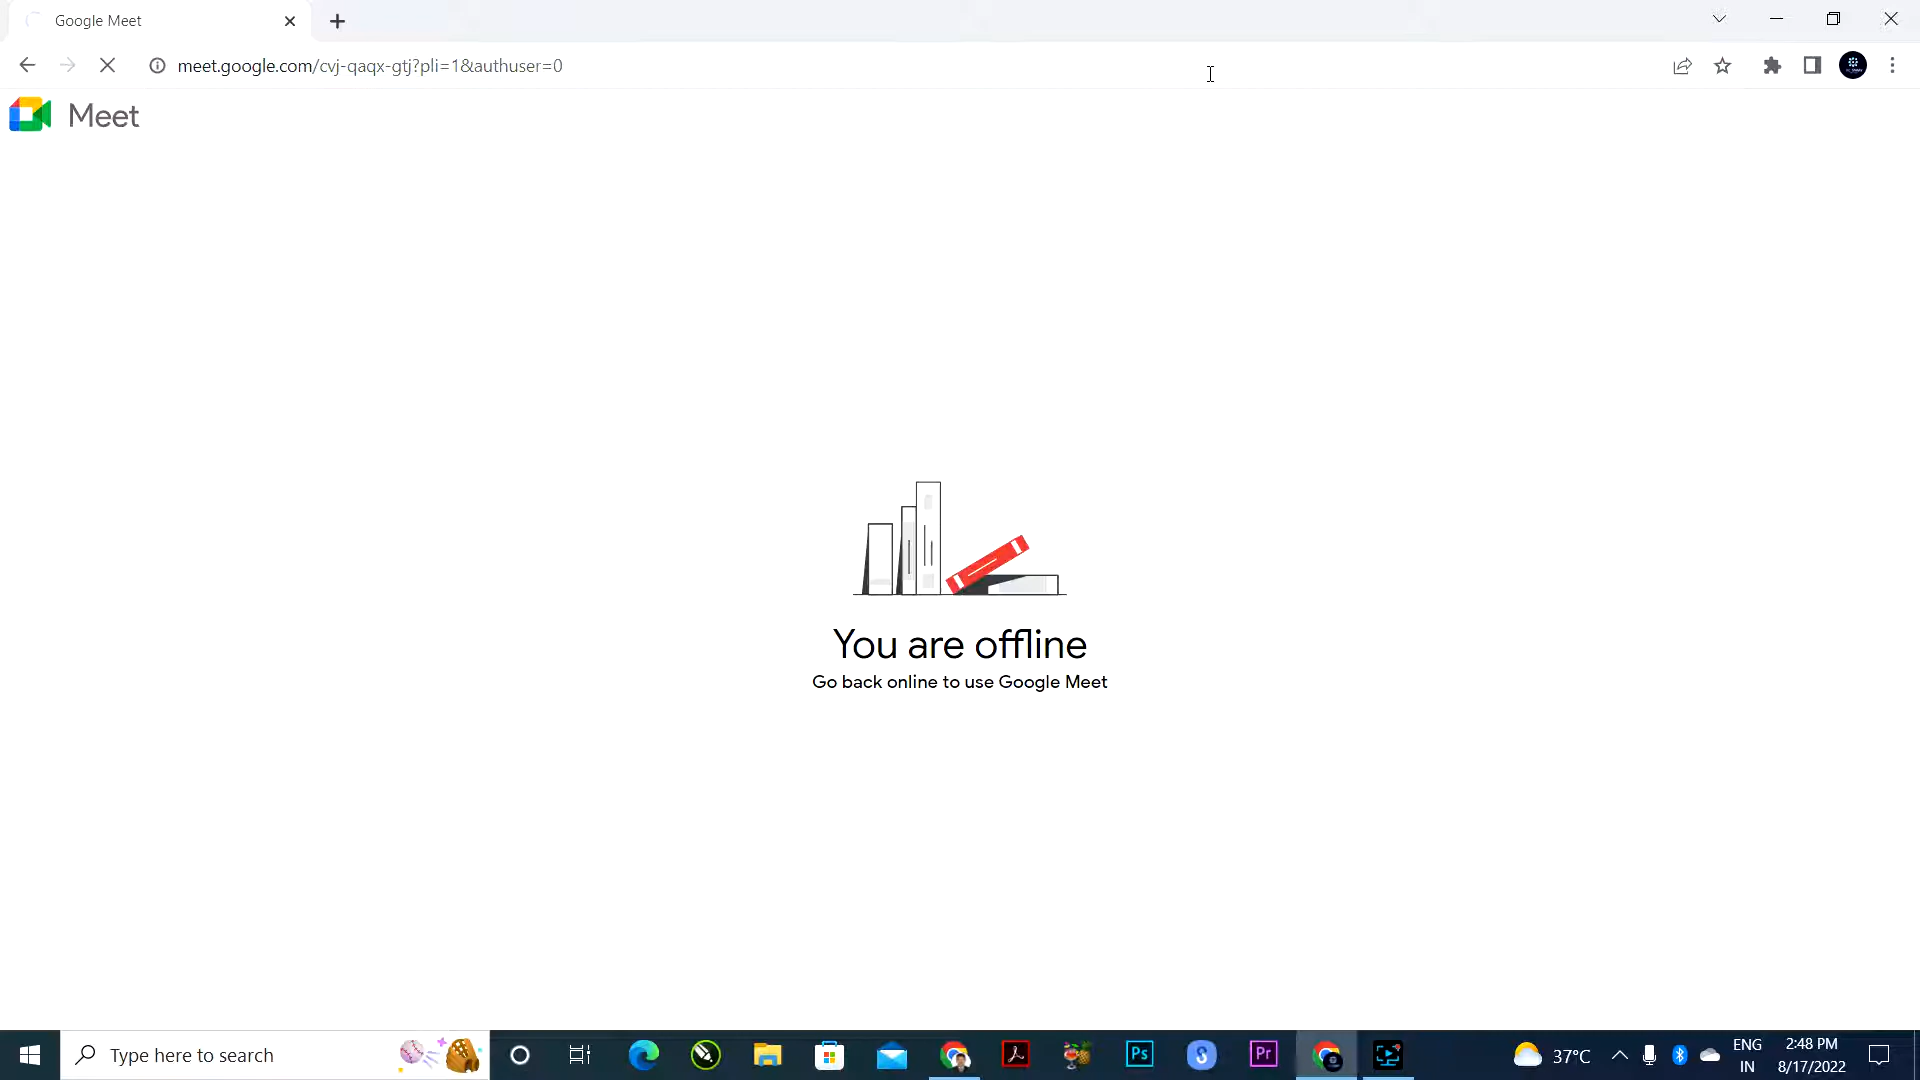 Google Meet
meet.google.com/cvj-qaqx-gtj?pli=1&authuser=0
Meet
You are offline
Go back online to use Google Meet
Type here to search
Ps
S
Pr
37°C
ENG
IN
2:48 PM
8/17/2022